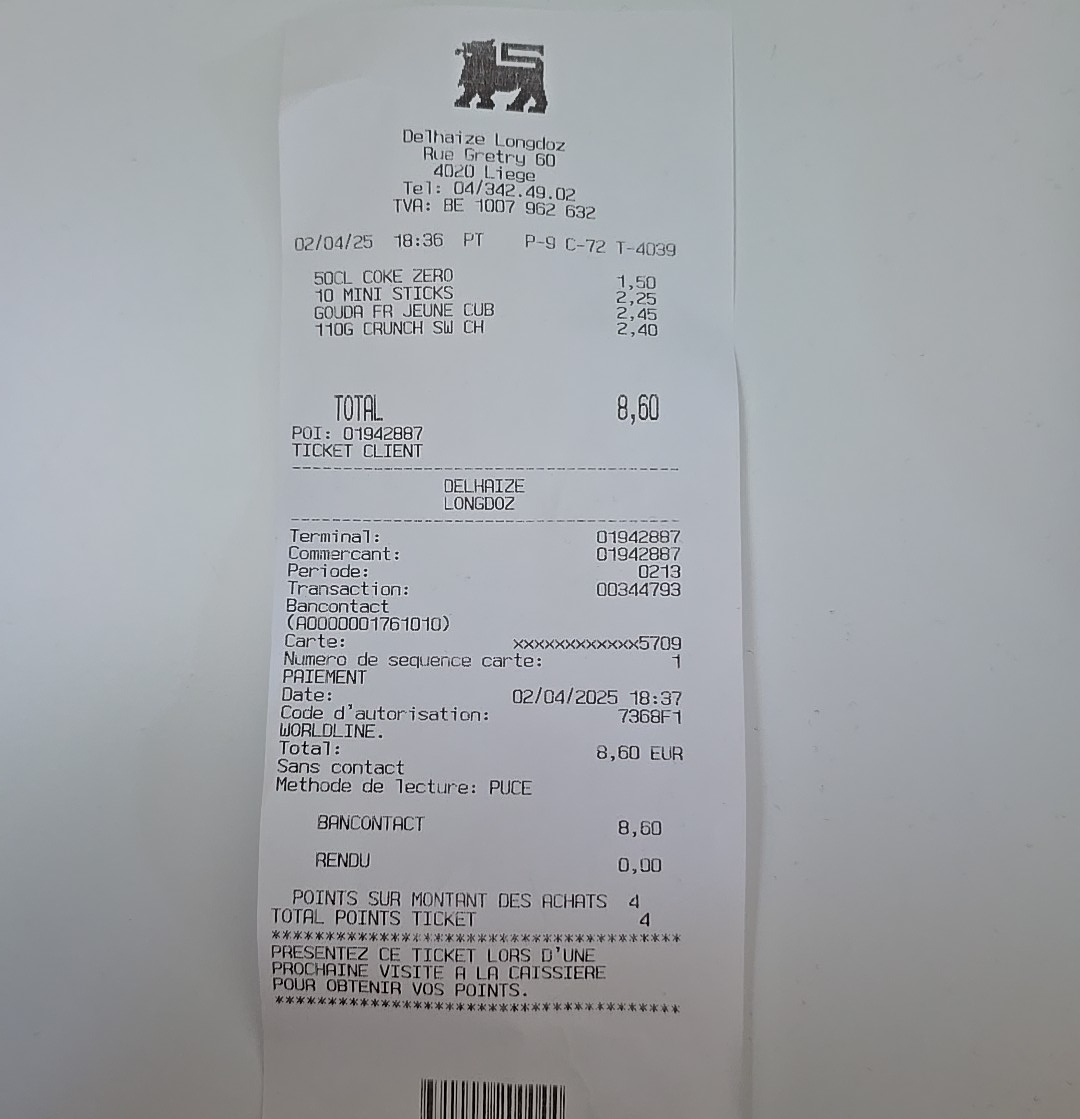 Delhaize Longdoz
Rue Gretry 60
4020 Liege
Tel: 04/342.49.02
TVA: BE 1007 962 632
02/04/25 18:36 PT P-9 C-72 T-4039
50CL COKE ZERO 1,50
10 MINI STICKS 2,25
GOUDA FR JEUNE CUB 2,45
110G CRUNCH SW CH 2,40
TOTAL 8,60
POI: 01942887
TICKET CLIENT
--------------------------------------
DELHAIZE
LONGDOZ
--------------------------------------
Terminal: 01942887
Commercant: 01942887
Periode: 0213
Transaction: 00344793
Bancontact
(A0000001761010)
Carte: xxxxxxxxxxxx5709
Numero de sequence carte: 1
PAIEMENT
Date: 02/04/2025 18:37
Code d'autorisation: 7368F1
WORLDLINE.
Total: 8,60 EUR
Sans contact
Methode de lecture: PUCE
BANCONTACT 8,60
RENDU 0,00
POINTS SUR MONTANT DES ACHATS 4
TOTAL POINTS TICKET 4
****************************************
PRESENTEZ CE TICKET LORS D'UNE
PROCHAINE VISITE A LA CAISSIERE
POUR OBTENIR VOS POINTS.
****************************************